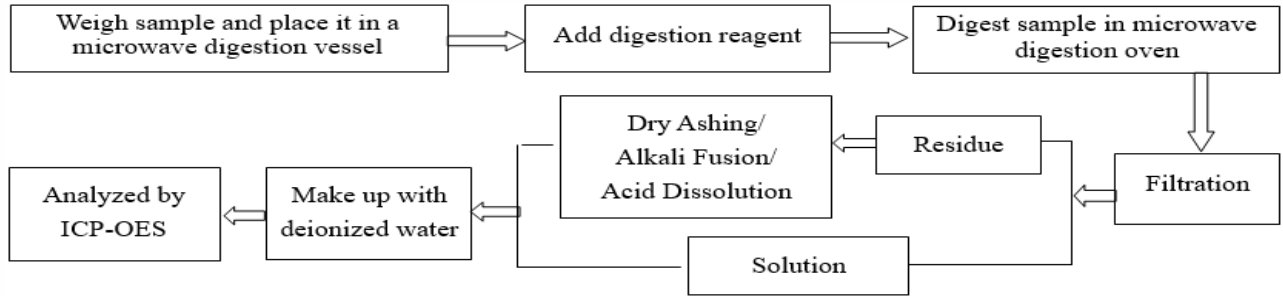 Weigh sample and place it in a
microwave digestion vessel
Add digestion reagent
Digest sample in microwave
digestion oven
Filtration
Residue
Dry Ashing/
Alkali Fusion/
Acid Dissolution
Solution
Make up with
deionized water
Analyzed by
ICP-OES